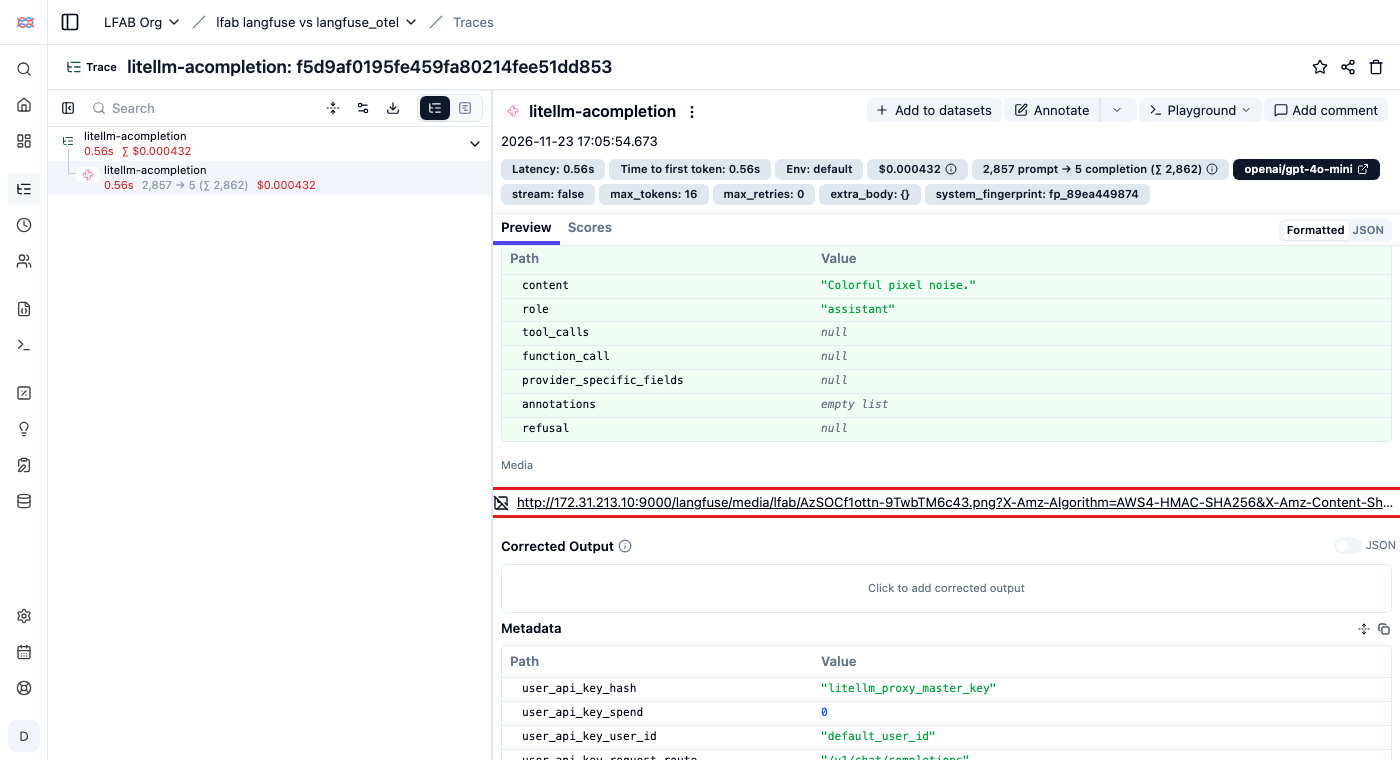 LFAB Org / lfab langfuse vs langfuse_otel / Traces
Trace litellm-acompletion: f5d9af0195fe459fa80214fee51dd853
Search
litellm-acompletion
0.56s ∑ $0.000432
litellm-acompletion
0.56s 2,857 → 5 (∑ 2,862) $0.000432
litellm-acompletion
Add to datasets
Annotate
Playground
Add comment
2026-11-23 17:05:54.673
Latency: 0.56s
Time to first token: 0.56s
Env: default
$0.000432
2,857 prompt → 5 completion (∑ 2,862)
openai/gpt-4o-mini
stream: false
max_tokens: 16
max_retries: 0
extra_body: {}
system_fingerprint: fp_89ea449874
Preview Scores
Formatted JSON
Path Value
content "Colorful pixel noise."
role "assistant"
tool_calls null
function_call null
provider_specific_fields null
annotations empty list
refusal null
Media
http://172.31.213.10:9000/langfuse/media/lfab/AzSOCf1ottn-9TwbTM6c43.png?X-Amz-Algorithm=AWS4-HMAC-SHA256&X-Amz-Content-Sh...
Corrected Output
JSON
Click to add corrected output
Metadata
Path Value
user_api_key_hash "litellm_proxy_master_key"
user_api_key_spend 0
user_api_key_user_id "default_user_id"
user_api_key_request_route "/v1/chat/completions"
D